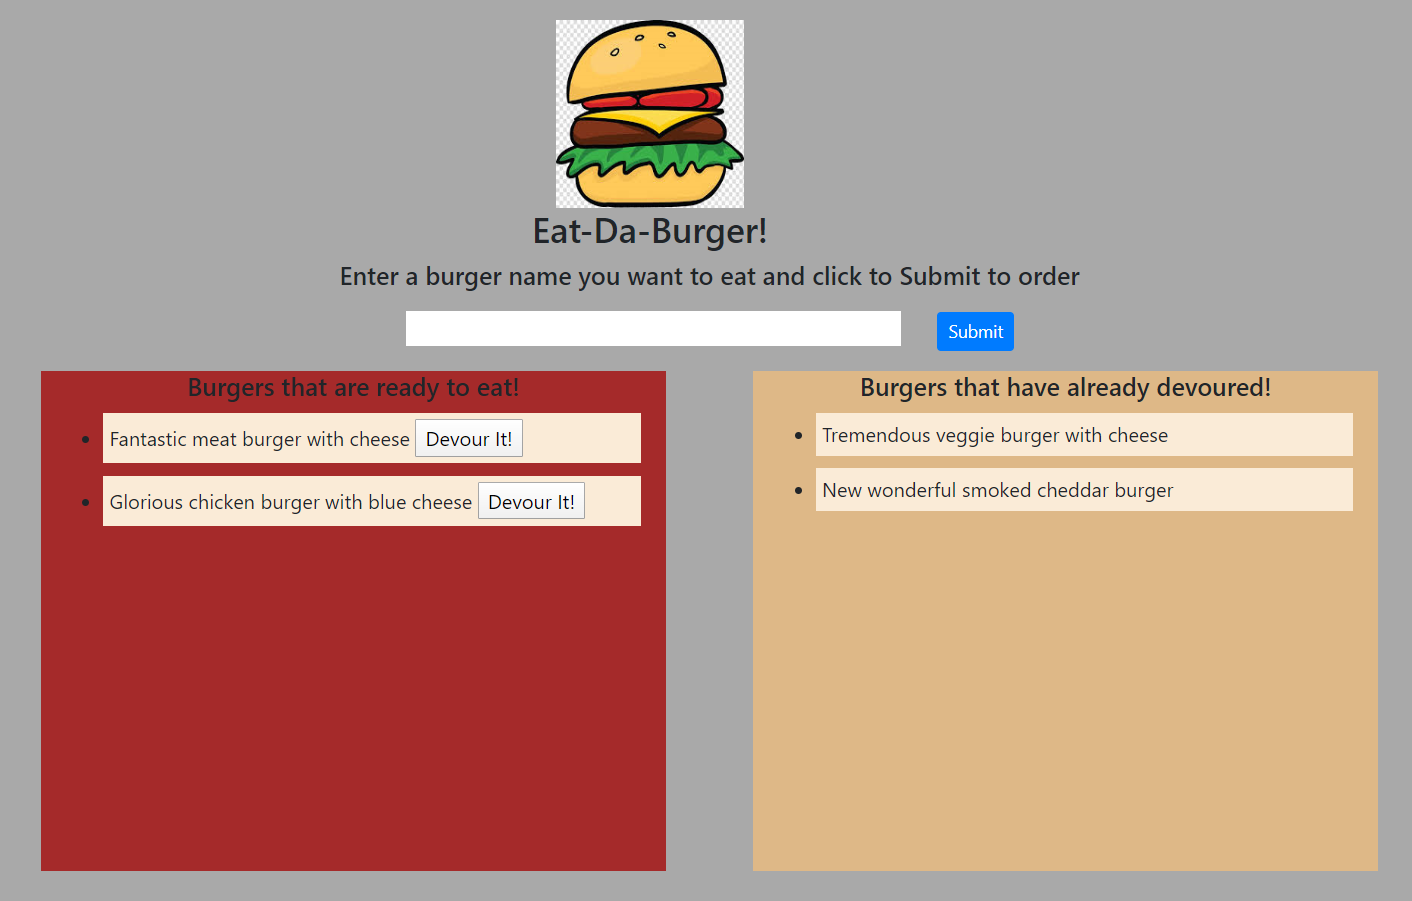 Eat-Da-Burger!
Enter a burger name you want to eat and click to Submit to order
Submit
Burgers that are ready to eat!
Fantastic meat burger with cheese Devour It!
Glorious chicken burger with blue cheese Devour It!
Burgers that have already devoured!
Tremendous veggie burger with cheese
New wonderful smoked cheddar burger